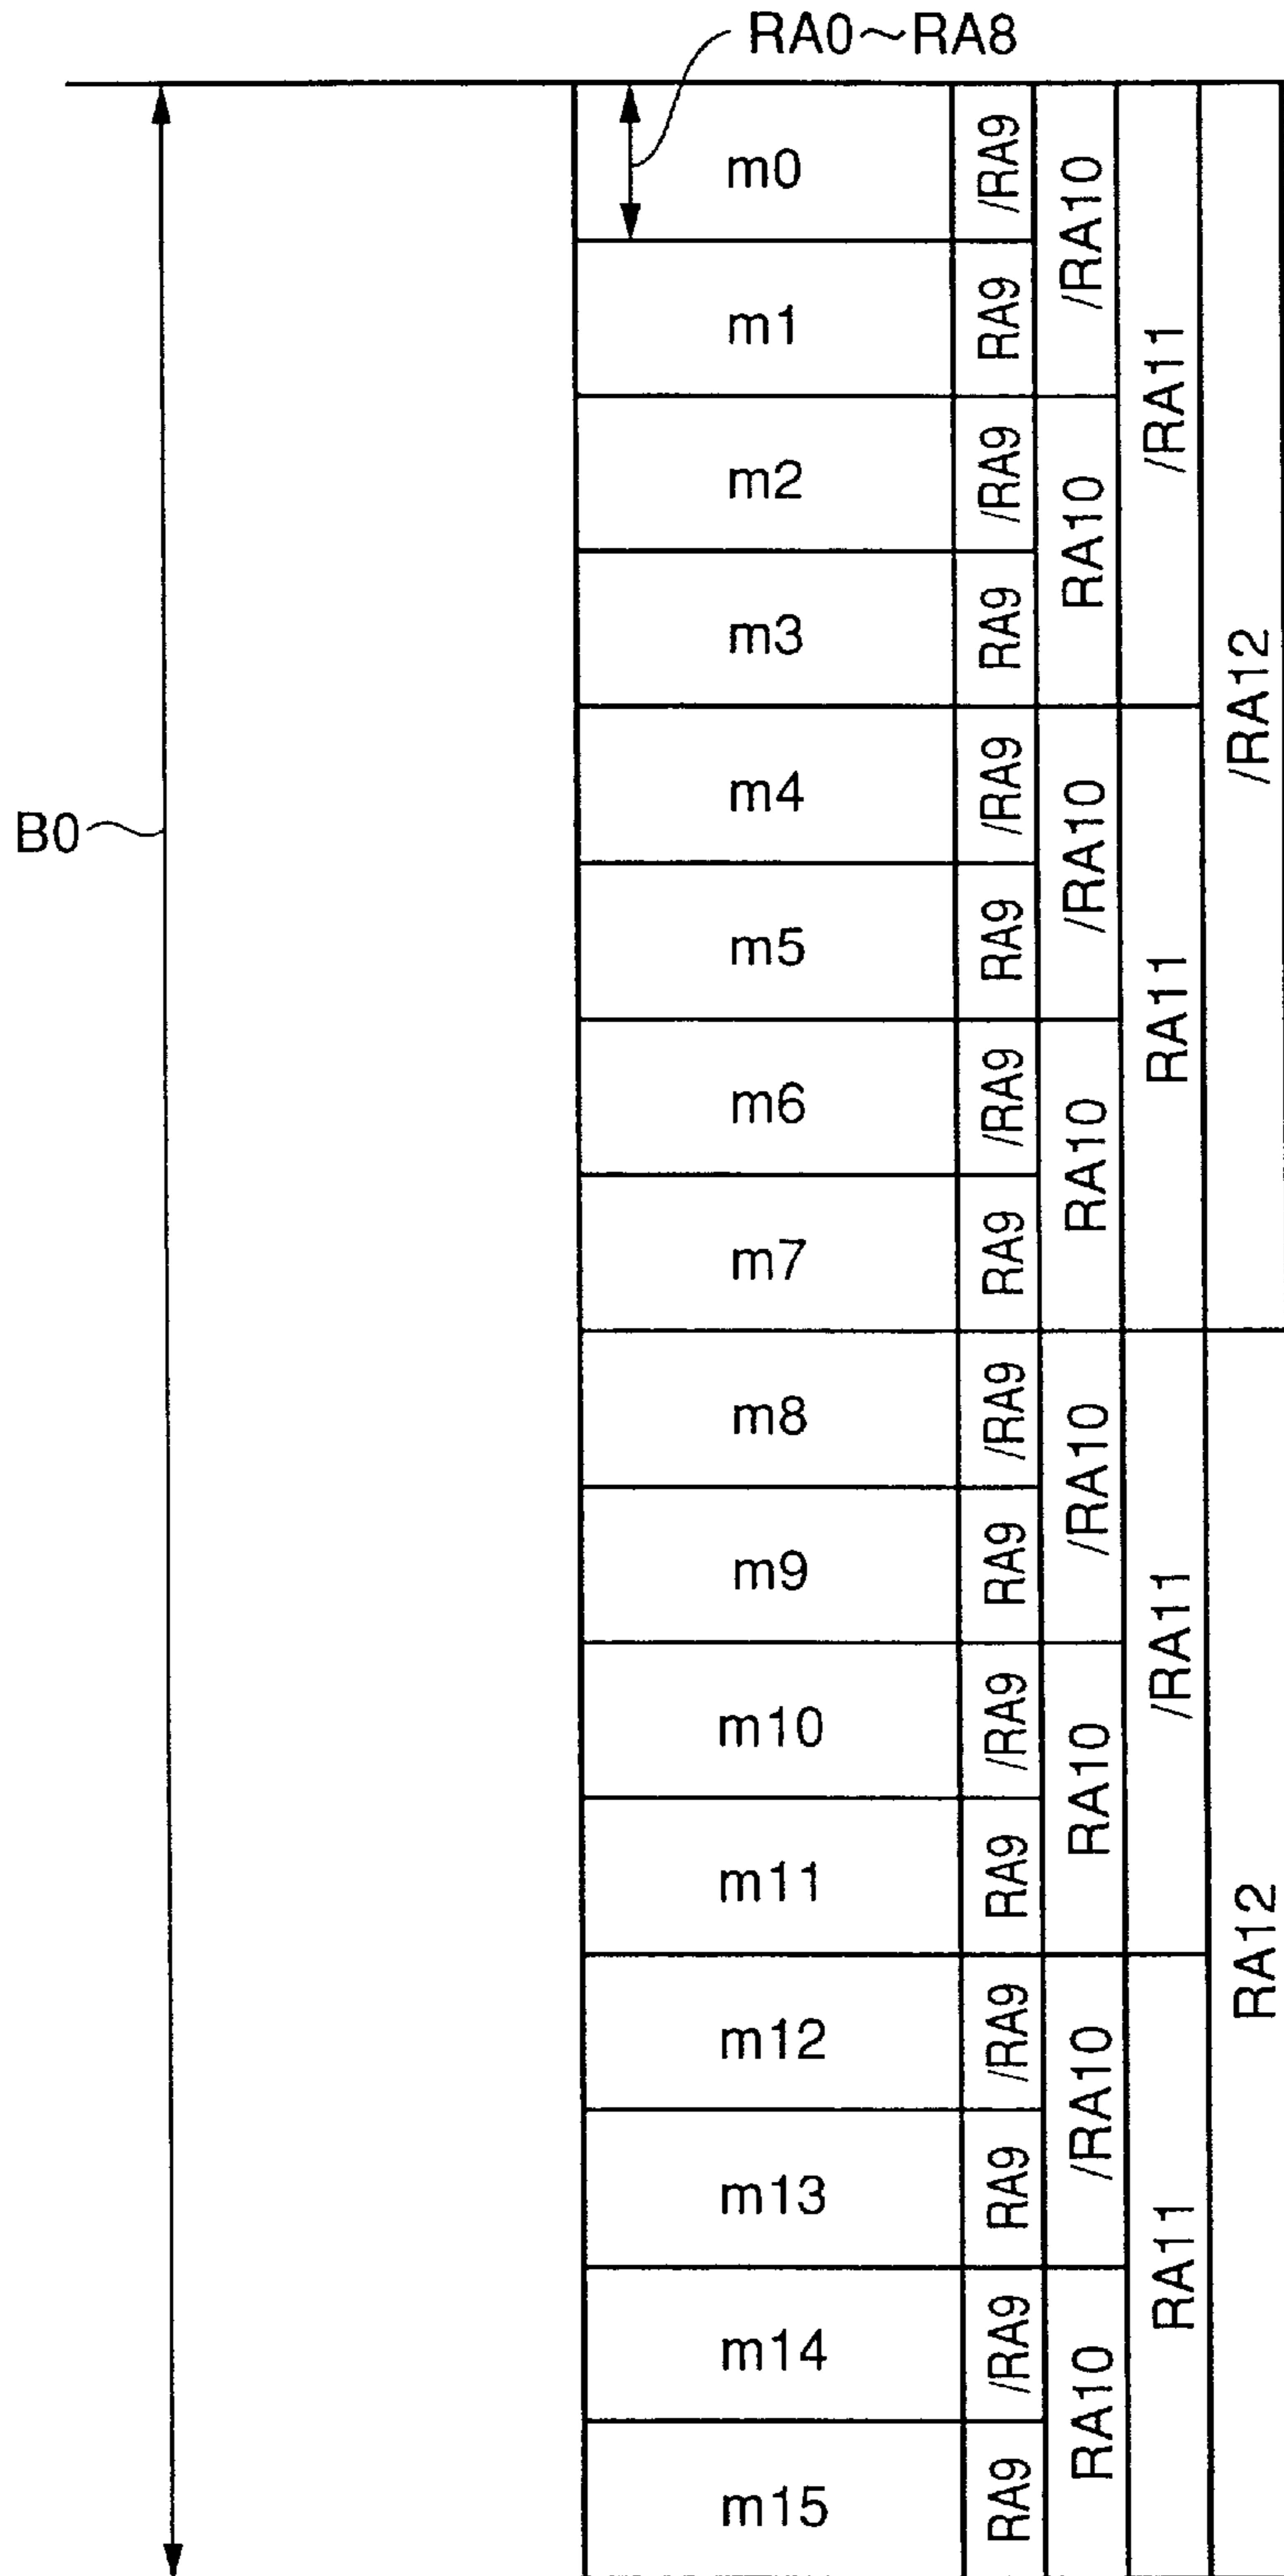 RA0~RA8
B0
m0 /RA9 /RA10 /RA11 /RA12
m1 RA9
m2 /RA9 RA10
m3 RA9
m4 /RA9 /RA10 RA11
m5 RA9
m6 /RA9 RA10
m7 RA9
m8 /RA9 /RA10 /RA11 RA12
m9 RA9
m10 /RA9 RA10
m11 RA9
m12 /RA9 /RA10 RA11
m13 RA9
m14 /RA9 RA10
m15 RA9